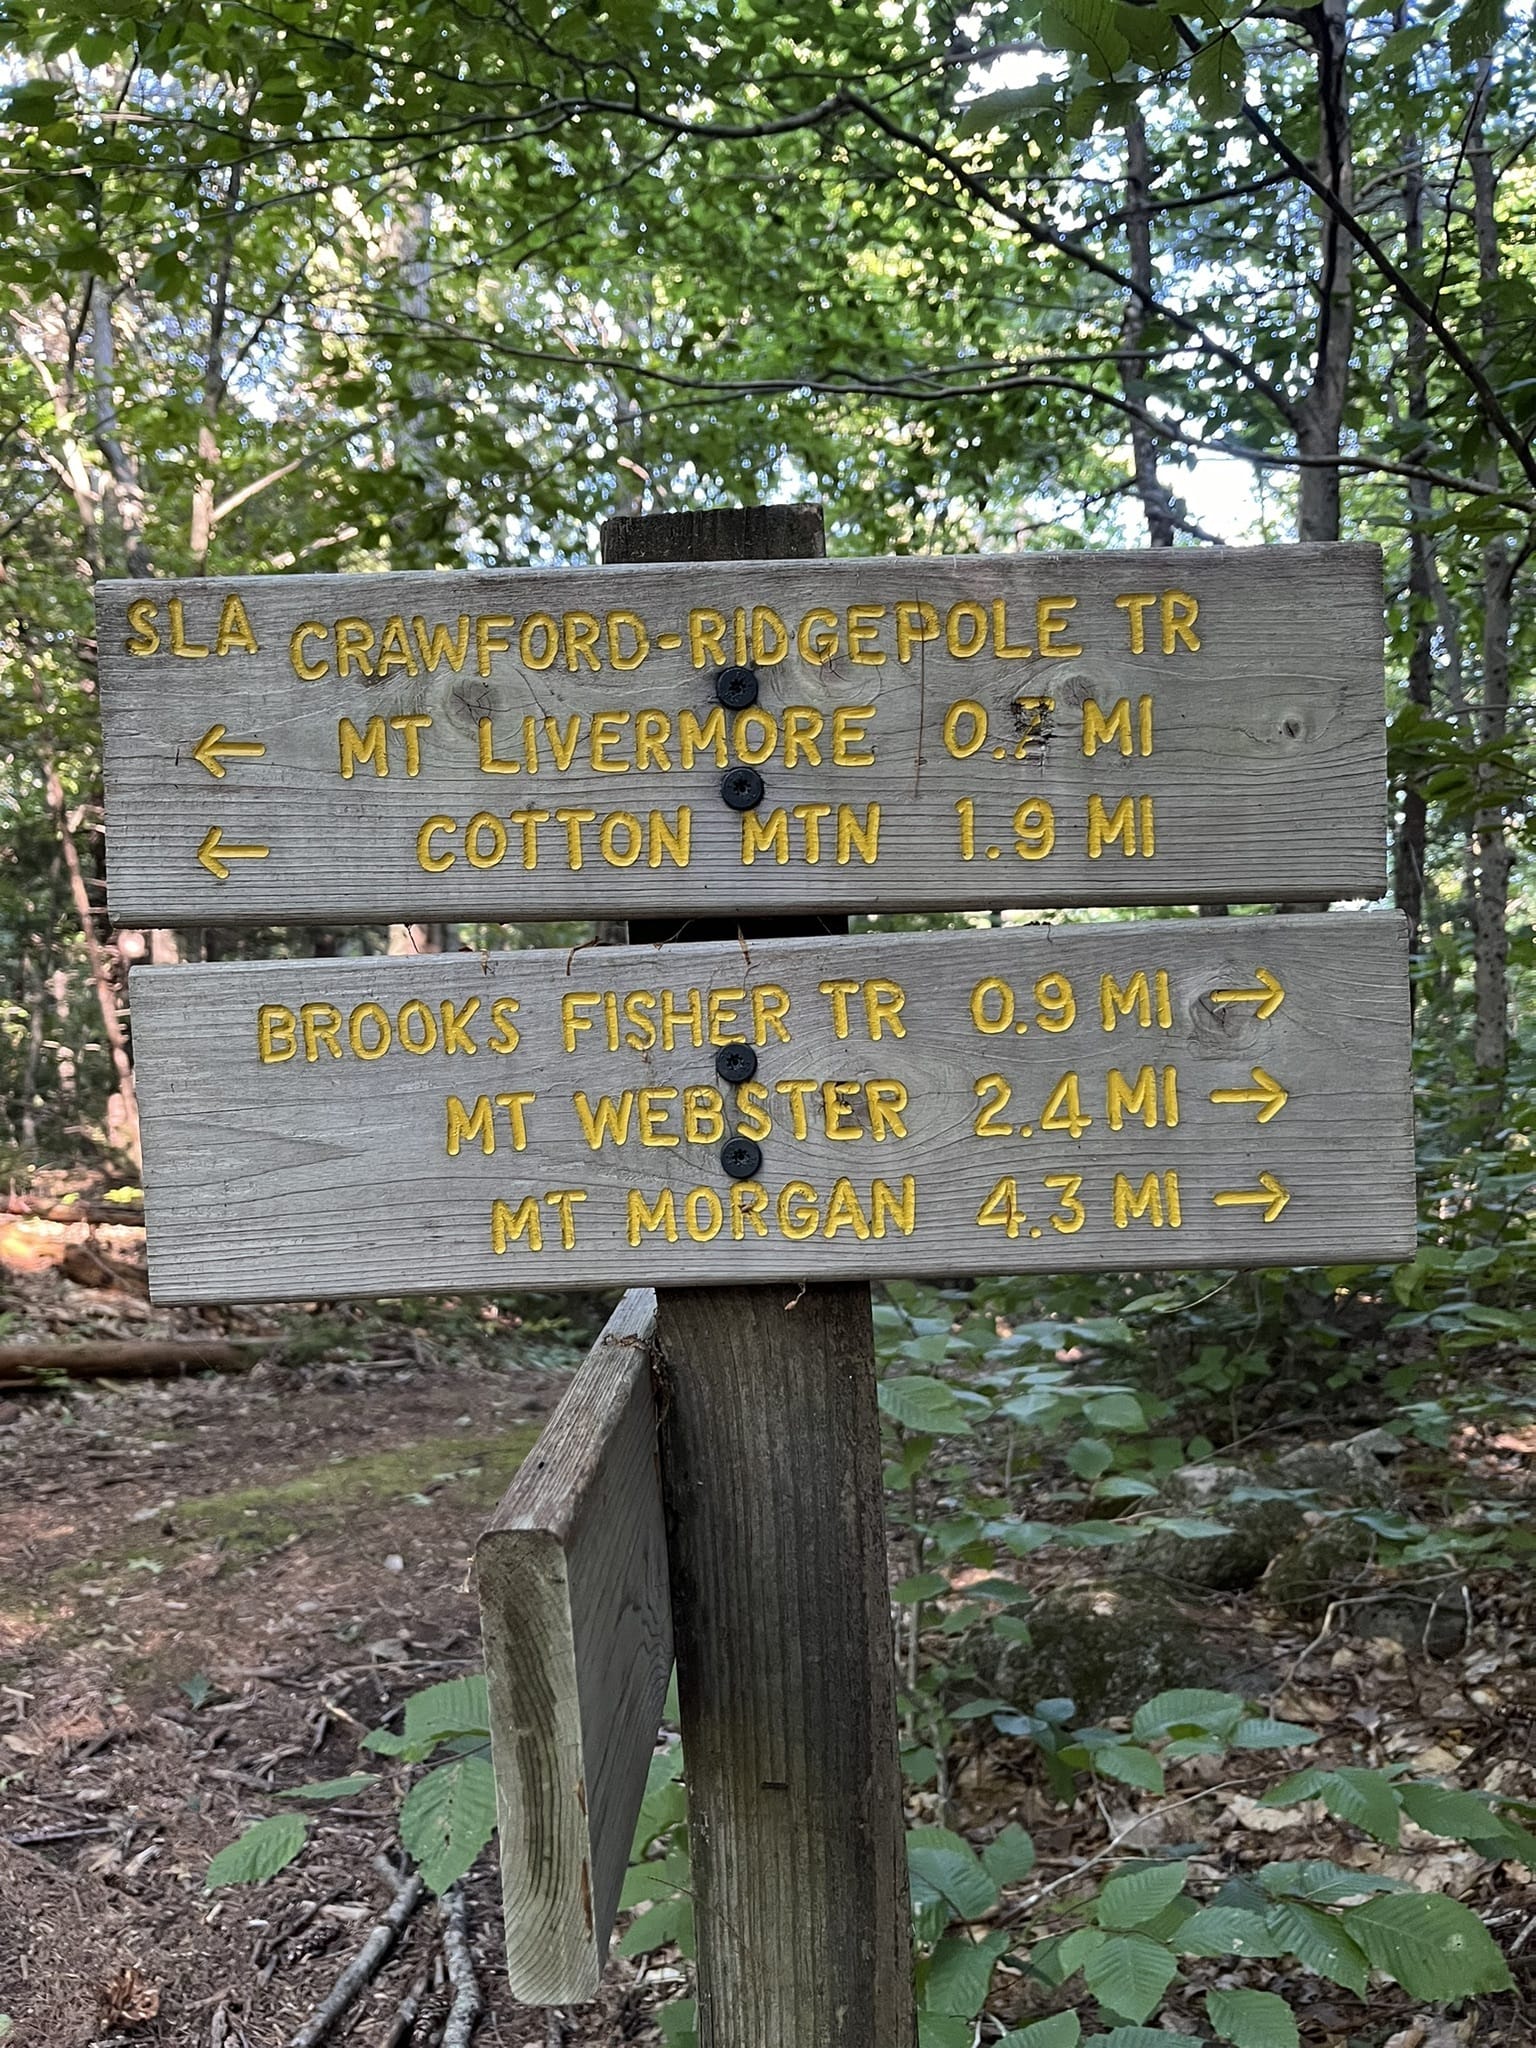 SLA CRAWFORD-RIDGEPOLE TR
← MT LIVERMORE 0.7 MI
← COTTON MTN 1.9 MI
BROOKS FISHER TR 0.9 MI →
MT WEBSTER 2.4 MI →
MT MORGAN 4.3 MI →